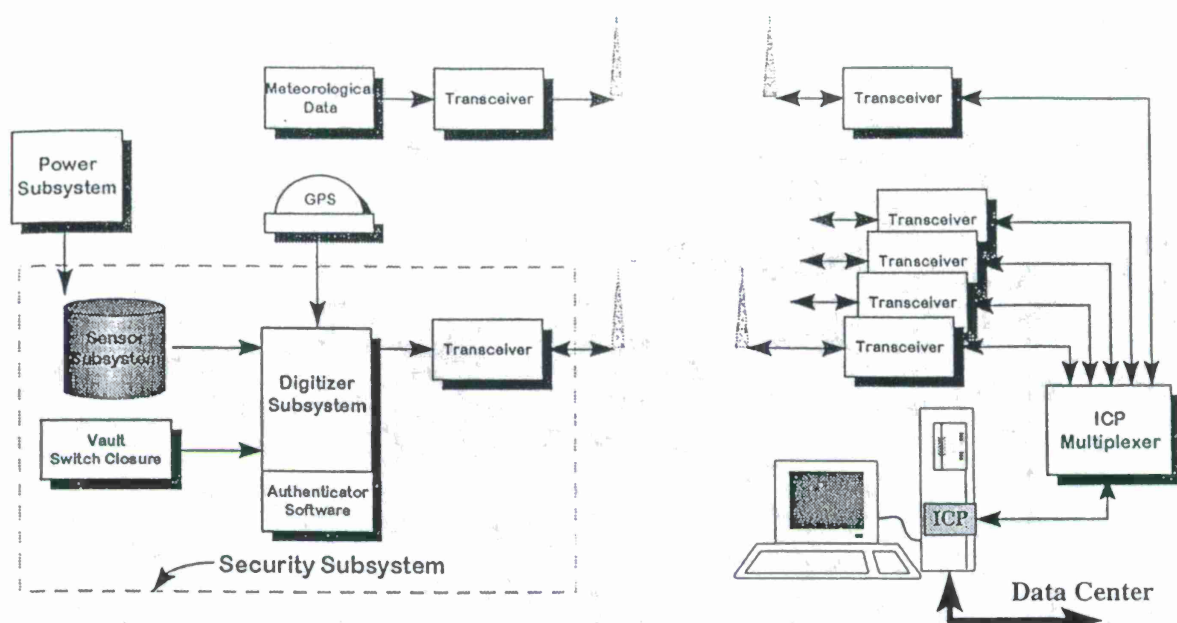 Meteorological
Data
Transceiver
Transceiver
Power
Subsystem
GPS
Transceiver
Transceiver
Transceiver
Transceiver
Sensor
Subsystem
Digitizer
Subsystem
Transceiver
Vault
Switch Closure
Authenticator
Software
Security Subsystem
ICP
Multiplexer
ICP
Data Center